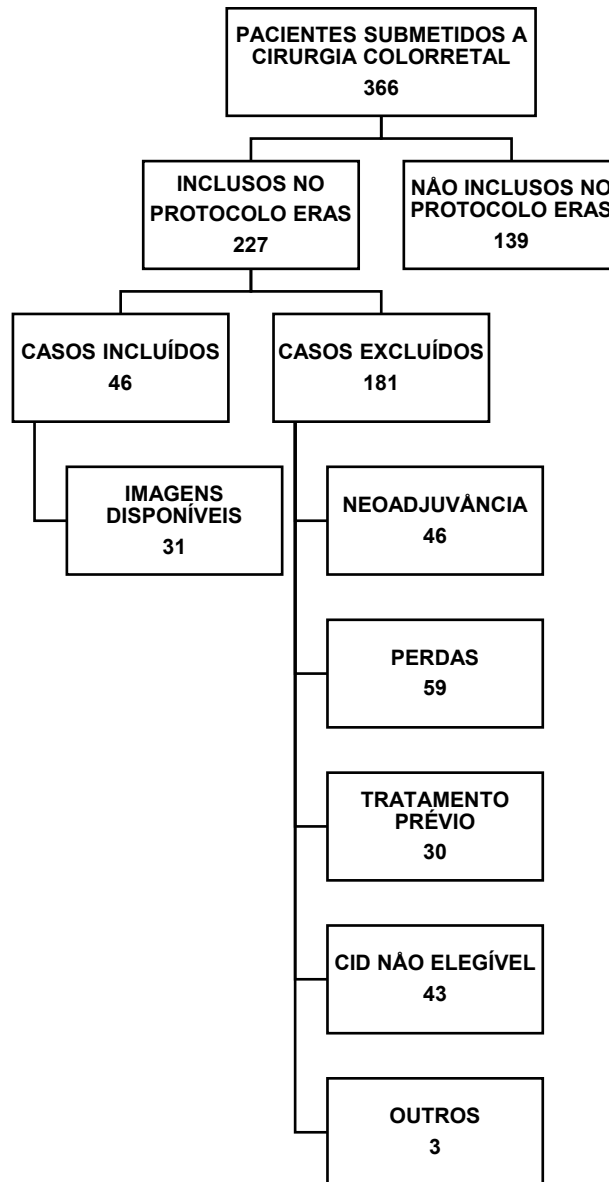 PACIENTES SUBMETIDOS A
CIRURGIA COLORRETAL
366
INCLUSOS NO
PROTOCOLO ERAS
227
NÃO INCLUSOS NO
PROTOCOLO ERAS
139
CASOS INCLUÍDOS
46
CASOS EXCLUÍDOS
181
IMAGENS
DISPONÍVEIS
31
NEOADJUVÂNCIA
46
PERDAS
59
TRATAMENTO
PRÉVIO
30
CID NÃO ELEGÍVEL
43
OUTROS
3